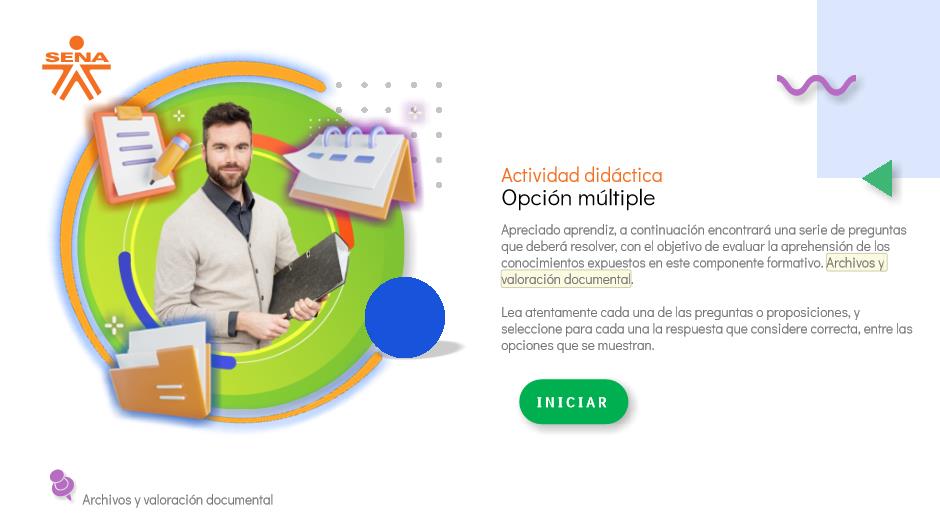 SENA
Actividad didáctica
Opción múltiple
Apreciado aprendiz, a continuación encontrará una serie de preguntas
que deberá resolver, con el objetivo de evaluar la aprehensión de los
conocimientos expuestos en este componente formativo. Archivos y
valoración documental.
Lea atentamente cada una de las preguntas o proposiciones, y
seleccione para cada una la respuesta que considere correcta, entre las
opciones que se muestran.
INICIAR
Archivos y valoración documental